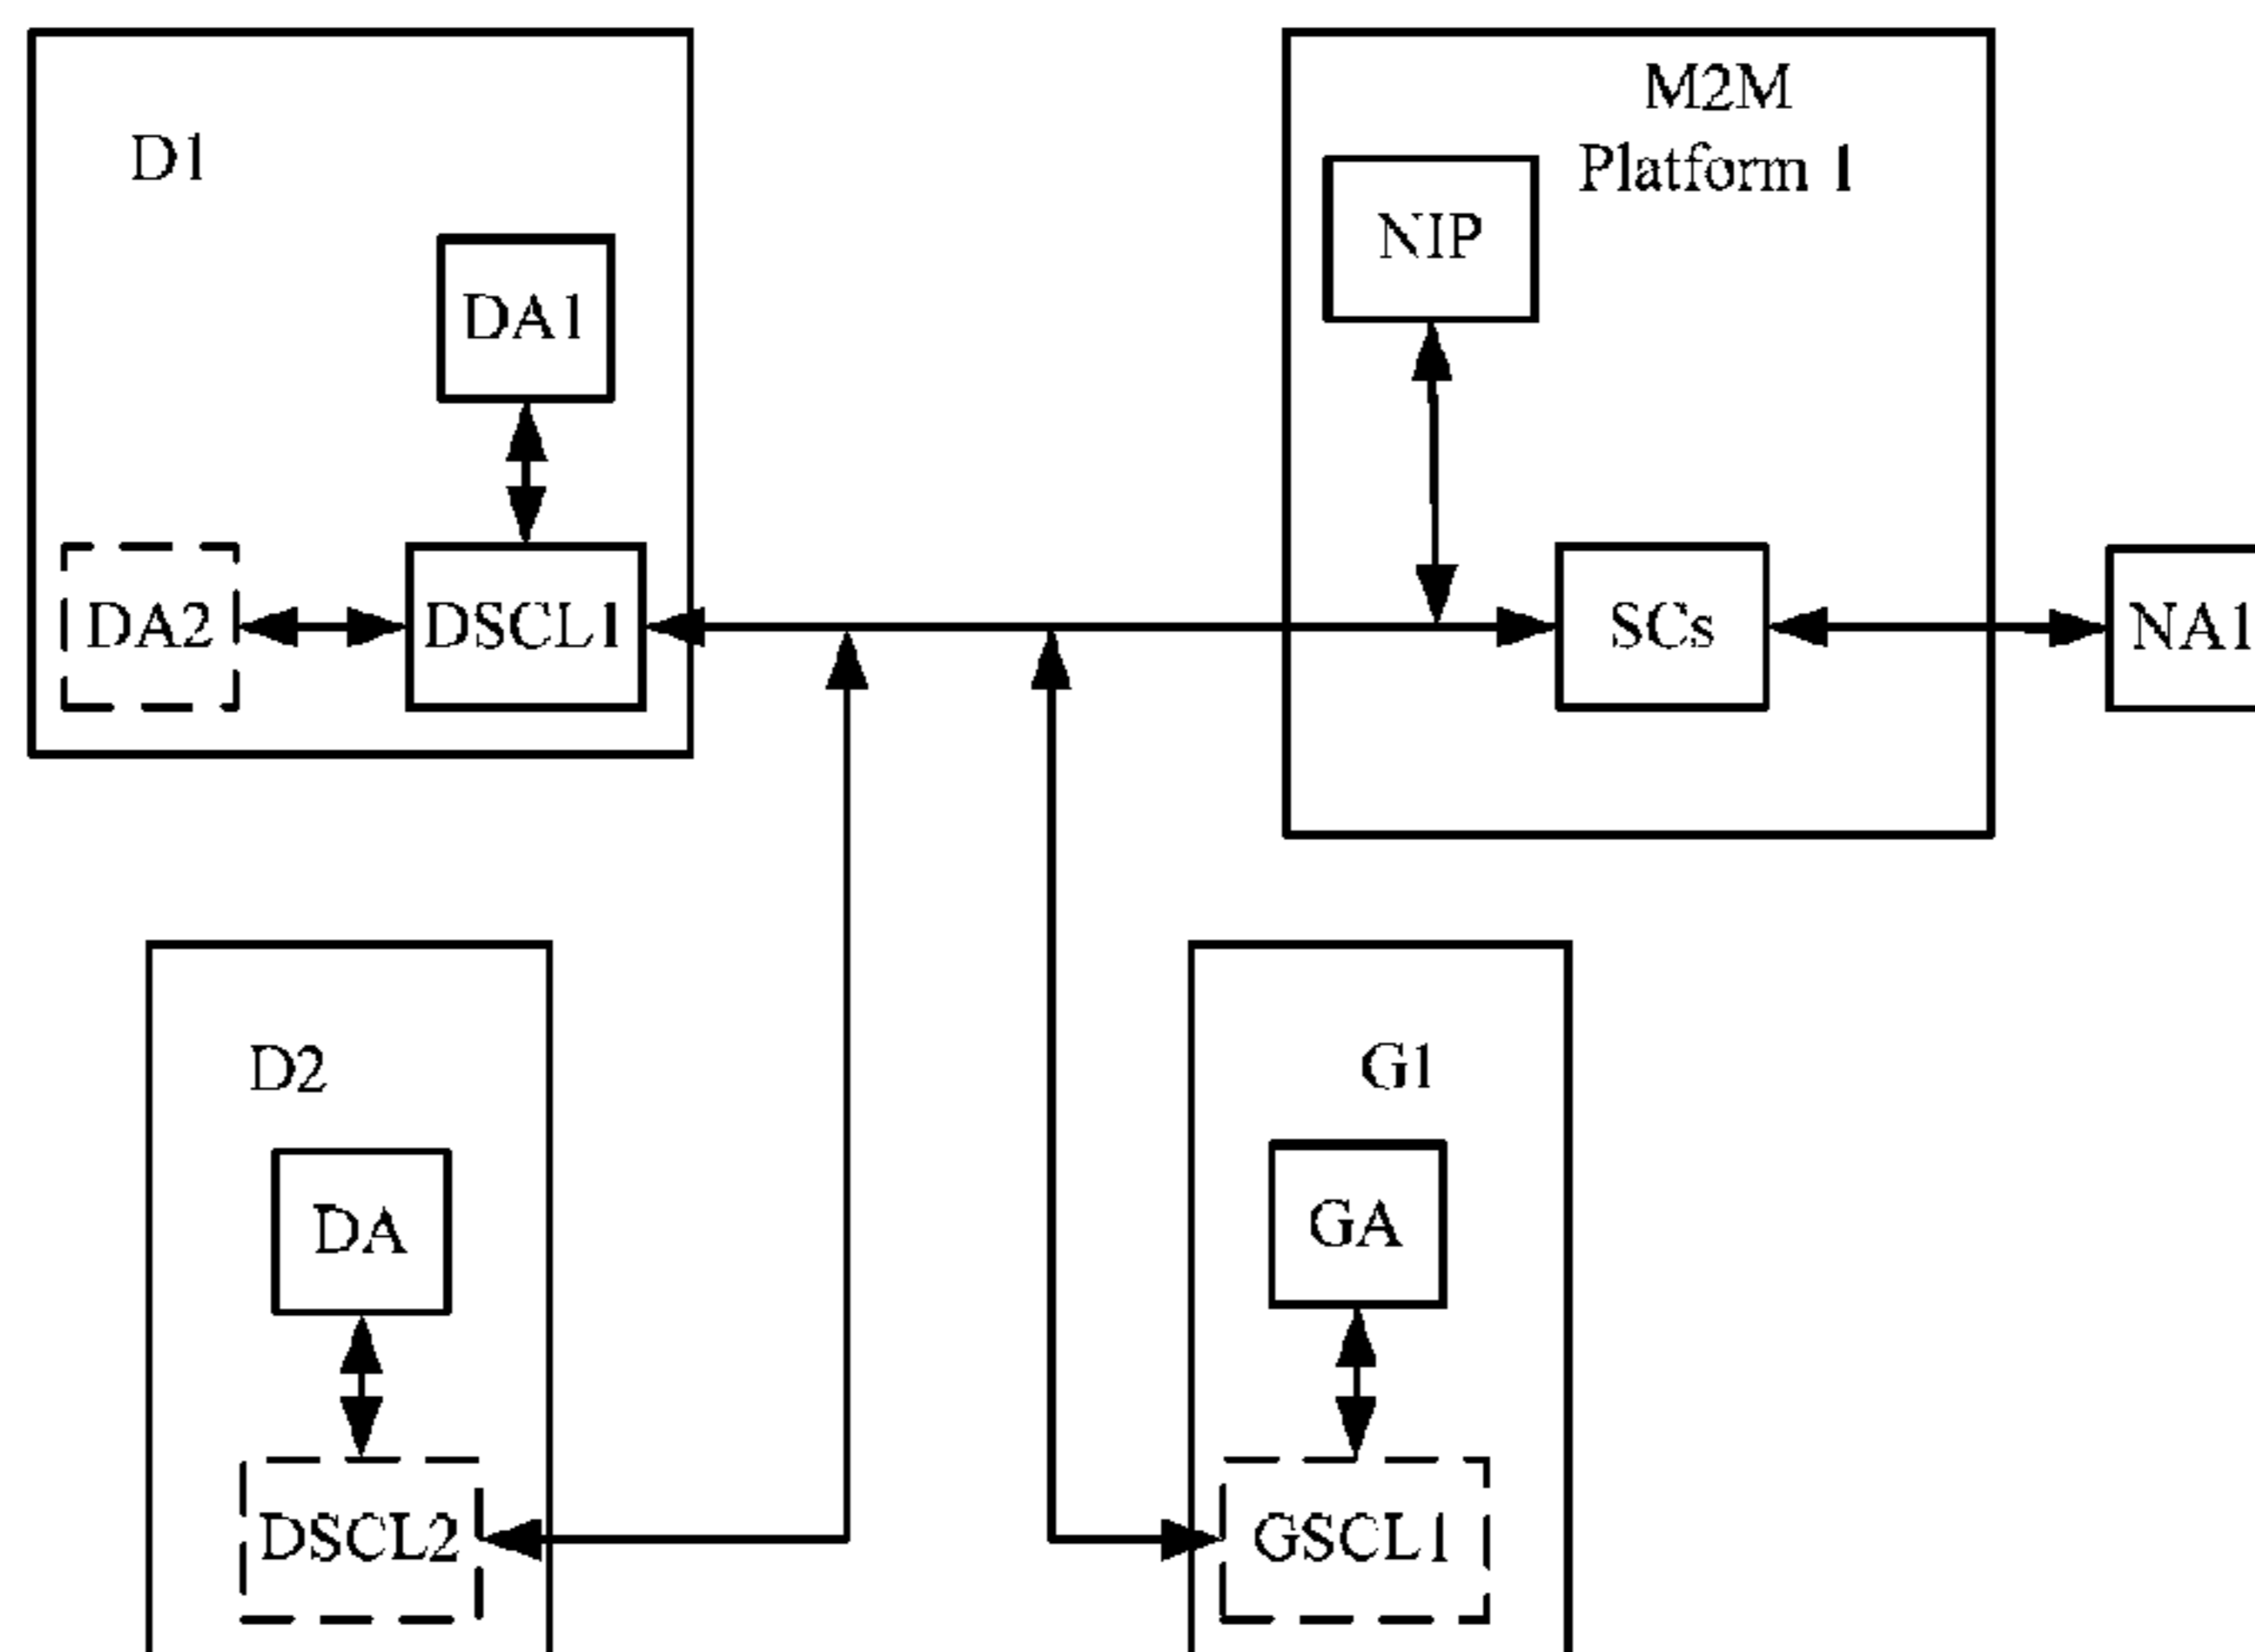 D1
DA1
DA2
DSCL1
M2M
Platform 1
NIP
SCs
NA1
D2
DA
DSCL2
G1
GA
GSCL1